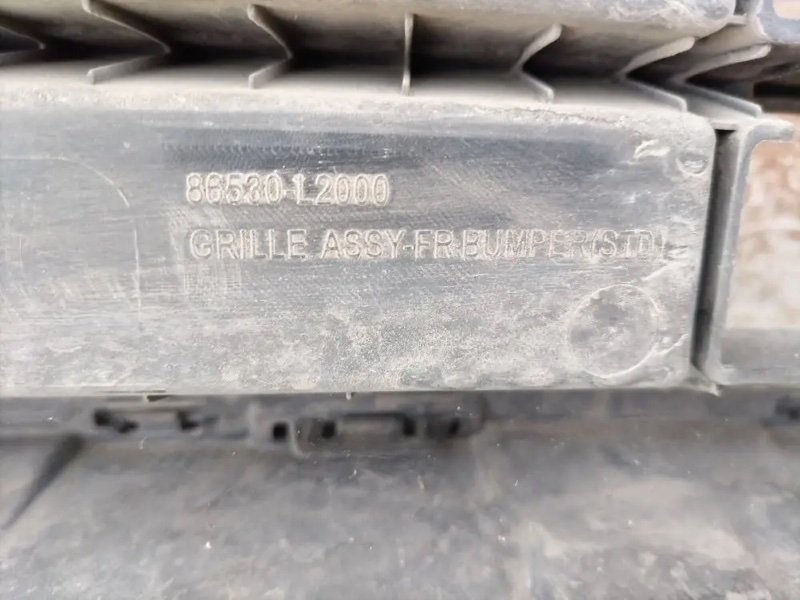 86530-L2000
GRILLE ASSY-FR BUMPER(STD)